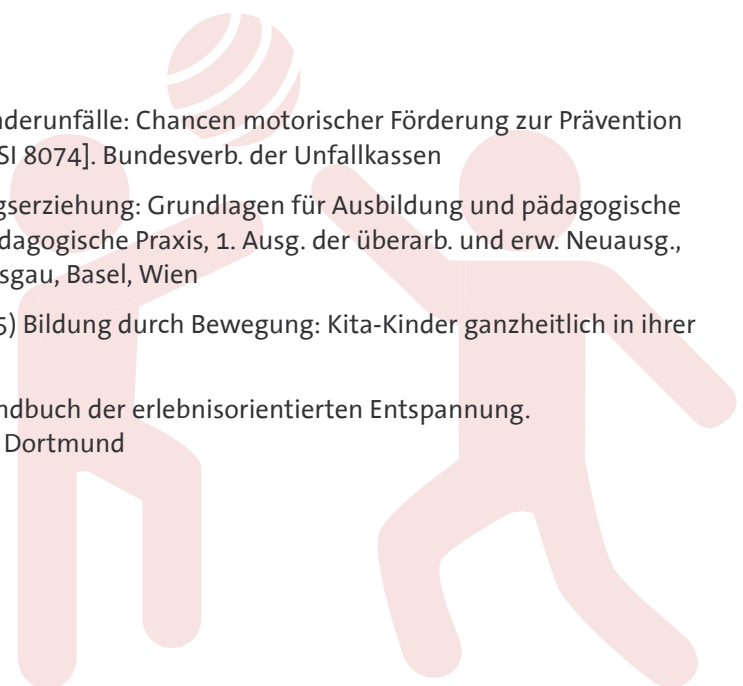 nderunfälle: Chancen motorischer Förderung zur Prävention
SI 8074]. Bundesverb. der Unfallkassen
gserziehung: Grundlagen für Ausbildung und pädagogische
dagogische Praxis, 1. Ausg. der überarb. und erw. Neuausg.,
sgau, Basel, Wien
5) Bildung durch Bewegung: Kita-Kinder ganzheitlich in ihrer
ndbuch der erlebnisorientierten Entspannung.
Dortmund